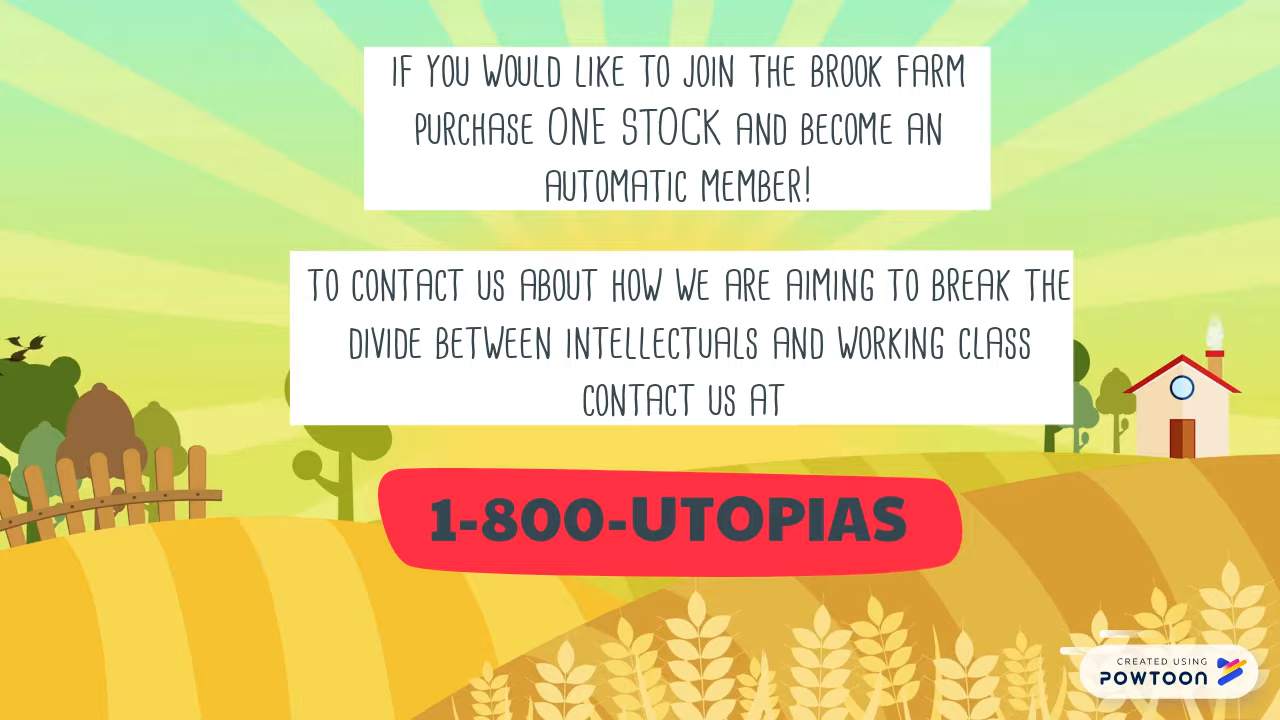 IF YOU WOULD LIKE TO JOIN THE BROOK FARM
PURCHASE ONE STOCK AND BECOME AN
AUTOMATIC MEMBER!
TO CONTACT US ABOUT HOW WE ARE AIMING TO BREAK THE
DIVIDE BETWEEN INTELLECTUALS AND WORKING CLASS
CONTACT US AT
1-800-UTOPIAS
CREATED USING
POWTOON